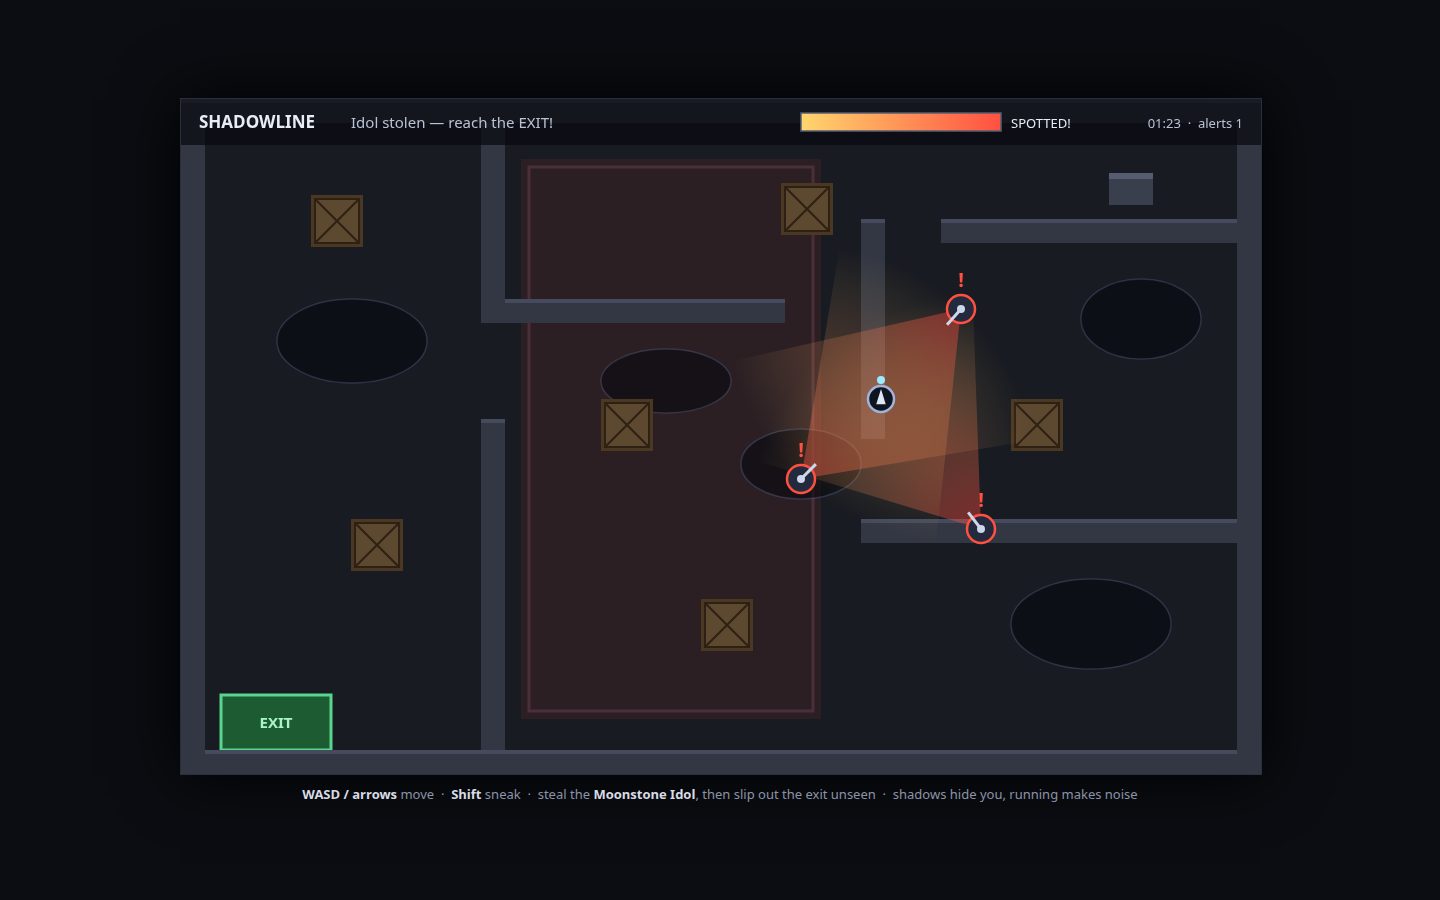 SHADOWLINE Idol stolen — reach the EXIT! SPOTTED! 01:23 · alerts 1
!
!
!
EXIT
WASD / arrows move · Shift sneak · steal the Moonstone Idol, then slip out the exit unseen · shadows hide you, running makes noise